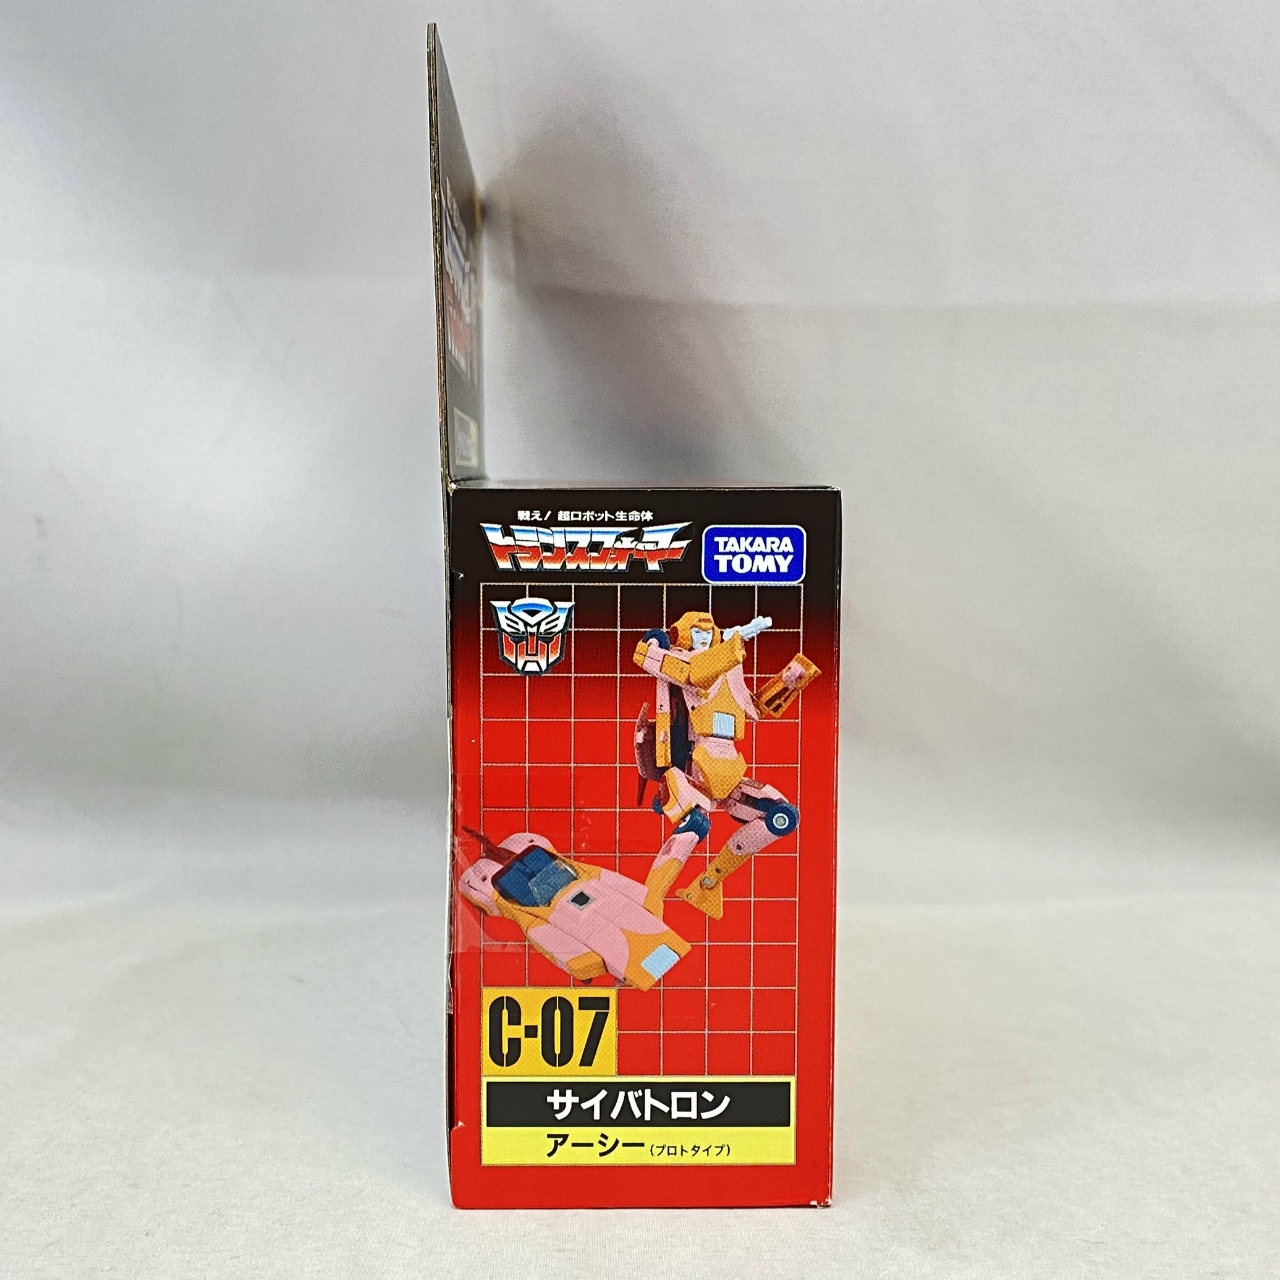 戦え! 超ロボット生命体
トランスフォーマー
TAKARA
TOMY
C-07
サイバトロン
アーシー(プロトタイプ)